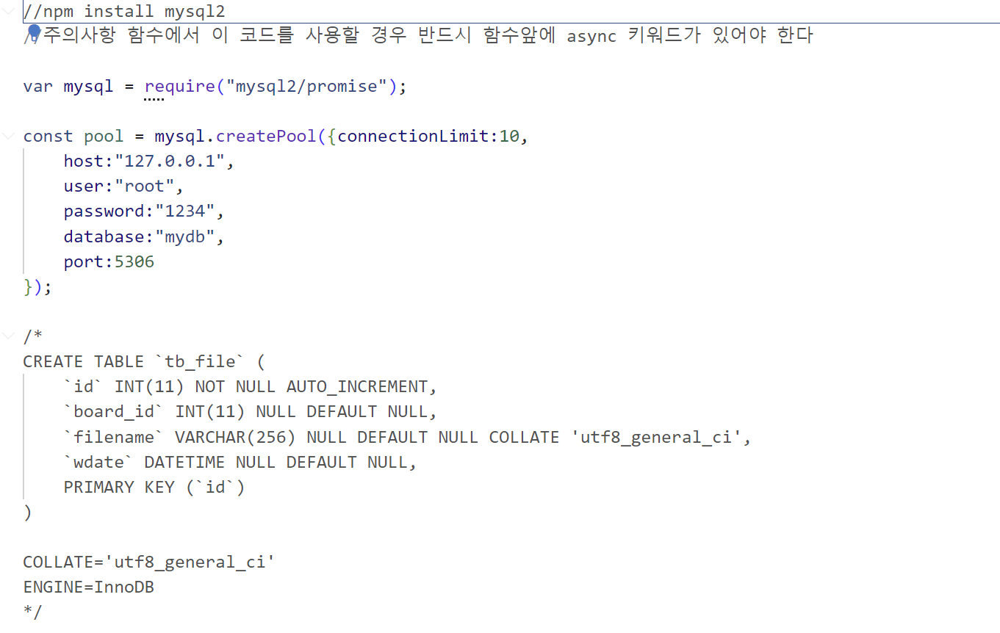 //npm install mysql2
//주의사항 함수에서 이 코드를 사용할 경우 반드시 함수앞에 async 키워드가 있어야 한다
var mysql = require("mysql2/promise");
const pool = mysql.createPool({connectionLimit:10,
    host:"127.0.0.1",
    user:"root",
    password:"1234",
    database:"mydb",
    port:5306
});
/*
CREATE TABLE `tb_file` (
    `id` INT(11) NOT NULL AUTO_INCREMENT,
    `board_id` INT(11) NULL DEFAULT NULL,
    `filename` VARCHAR(256) NULL DEFAULT NULL COLLATE 'utf8_general_ci',
    `wdate` DATETIME NULL DEFAULT NULL,
    PRIMARY KEY (`id`)
)
COLLATE='utf8_general_ci'
ENGINE=InnoDB
*/